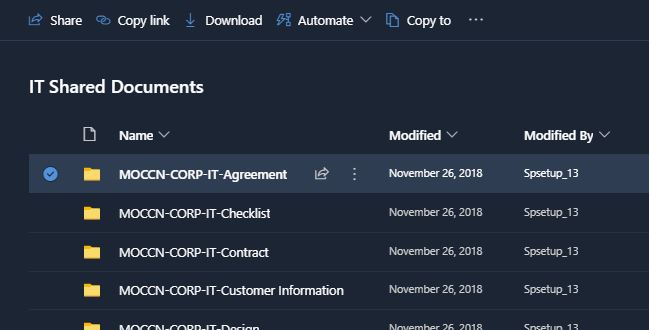 Share Copy link Download Automate Copy to ...
IT Shared Documents
Name Modified Modified By
MOCCN-CORP-IT-Agreement November 26, 2018 Spsetup_13
MOCCN-CORP-IT-Checklist November 26, 2018 Spsetup_13
MOCCN-CORP-IT-Contract November 26, 2018 Spsetup_13
MOCCN-CORP-IT-Customer Information November 26, 2018 Spsetup_13
MOCCN-CORP-IT-Design November 26, 2018 Spsetup_13